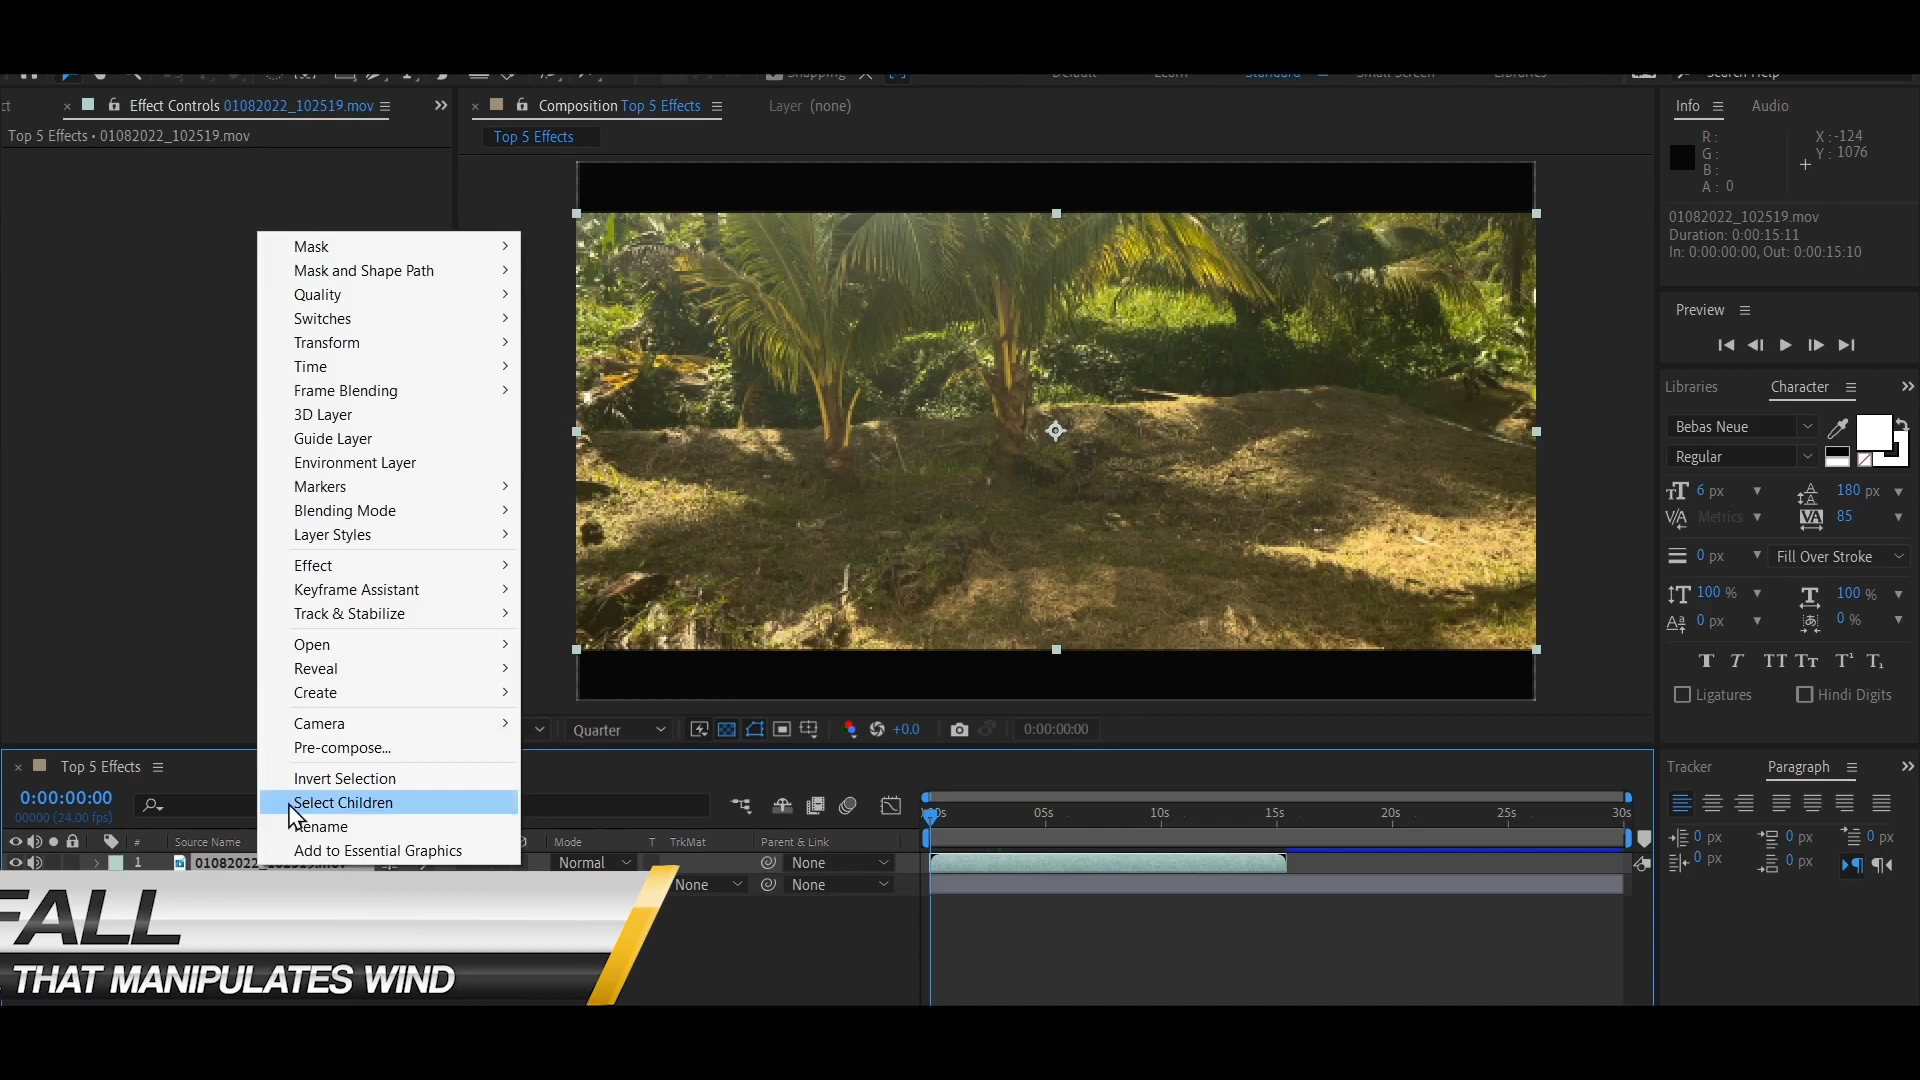 Snapping Default Learn Standard Small Screen Libraries Search Help
Effect Controls 01082022_102519.mov
Top 5 Effects • 01082022_102519.mov
Composition Top 5 Effects
Layer (none)
Top 5 Effects
Info Audio
R :
G :
B :
A : 0
X : -124
Y : 1076
01082022_102519.mov
Duration: 0:00:15:11
In: 0:00:00:00, Out: 0:00:15:10
Preview
Libraries Character
Bebas Neue
Regular
6 px 180 px
Metrics 85
0 px Fill Over Stroke
100 % 100 %
0 px 0 %
T T TT Tt T¹ T₁
Ligatures Hindi Digits
Mask
Mask and Shape Path
Quality
Switches
Transform
Time
Frame Blending
3D Layer
Guide Layer
Environment Layer
Markers
Blending Mode
Layer Styles
Effect
Keyframe Assistant
Track & Stabilize
Open
Reveal
Create
Camera
Pre-compose...
Invert Selection
Select Children
Rename
Add to Essential Graphics
Quarter +0.0 0:00:00:00
Top 5 Effects
0:00:00:00
00000 (24.00 fps)
05s 10s 15s 20s 25s 30s
# Source Name Mode T TrkMat Parent & Link
1 01082022_102519.mov Normal None
None None
Tracker Paragraph
0 px 0 px 0 px
0 px 0 px
FALL
THAT MANIPULATES WIND